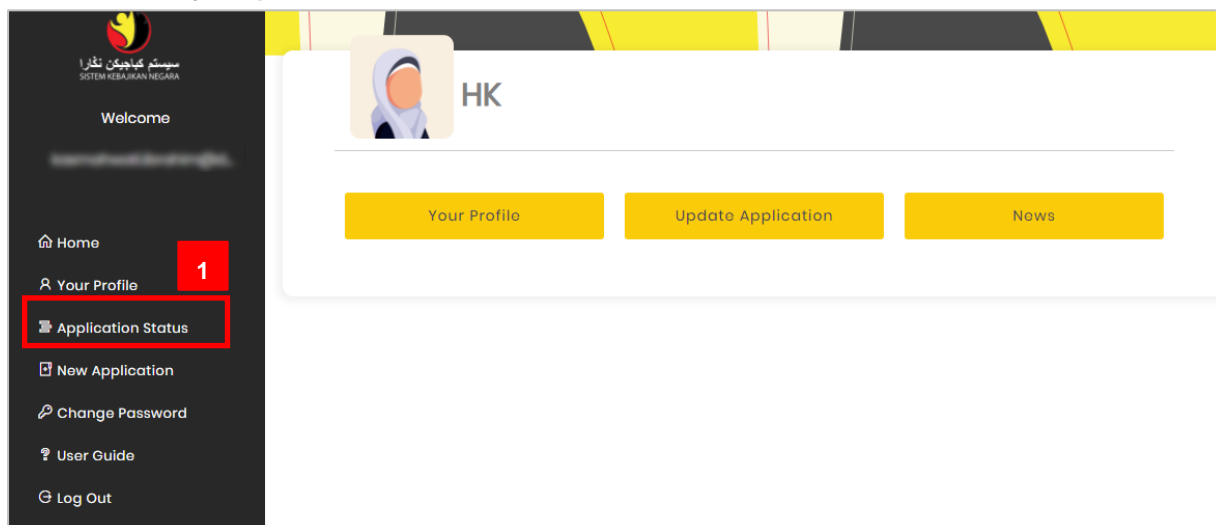 سيستم كباجيكن نݢارا
SISTEM KEBAJIKAN NEGARA
Welcome
Home
Your Profile
Application Status
New Application
Change Password
User Guide
Log Out
1
HK
Your Profile
Update Application
News